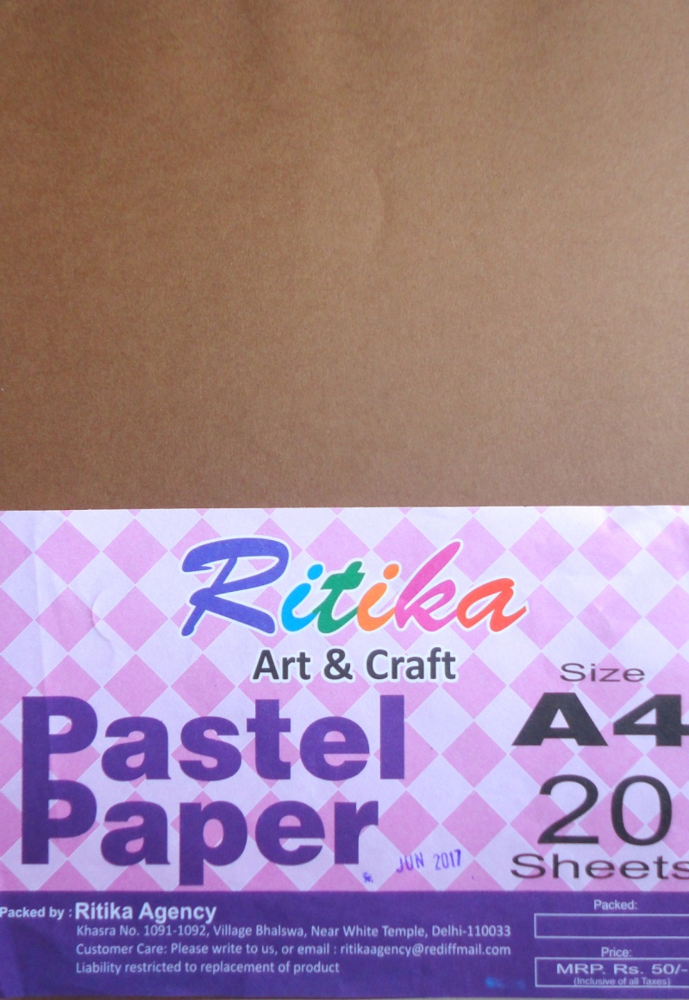 Ritika
Art & Craft
Pastel
Paper
Size
A4
20
Sheets
JUN 2017
Packed by : Ritika Agency
Khasra No. 1091-1092, Village Bhalswa, Near White Temple, Delhi-110033
Customer Care: Please write to us, or email : ritikaagency@rediffmail.com
Liability restricted to replacement of product
Packed:
Price:
MRP. Rs. 50/-
(Inclusive of all Taxes)